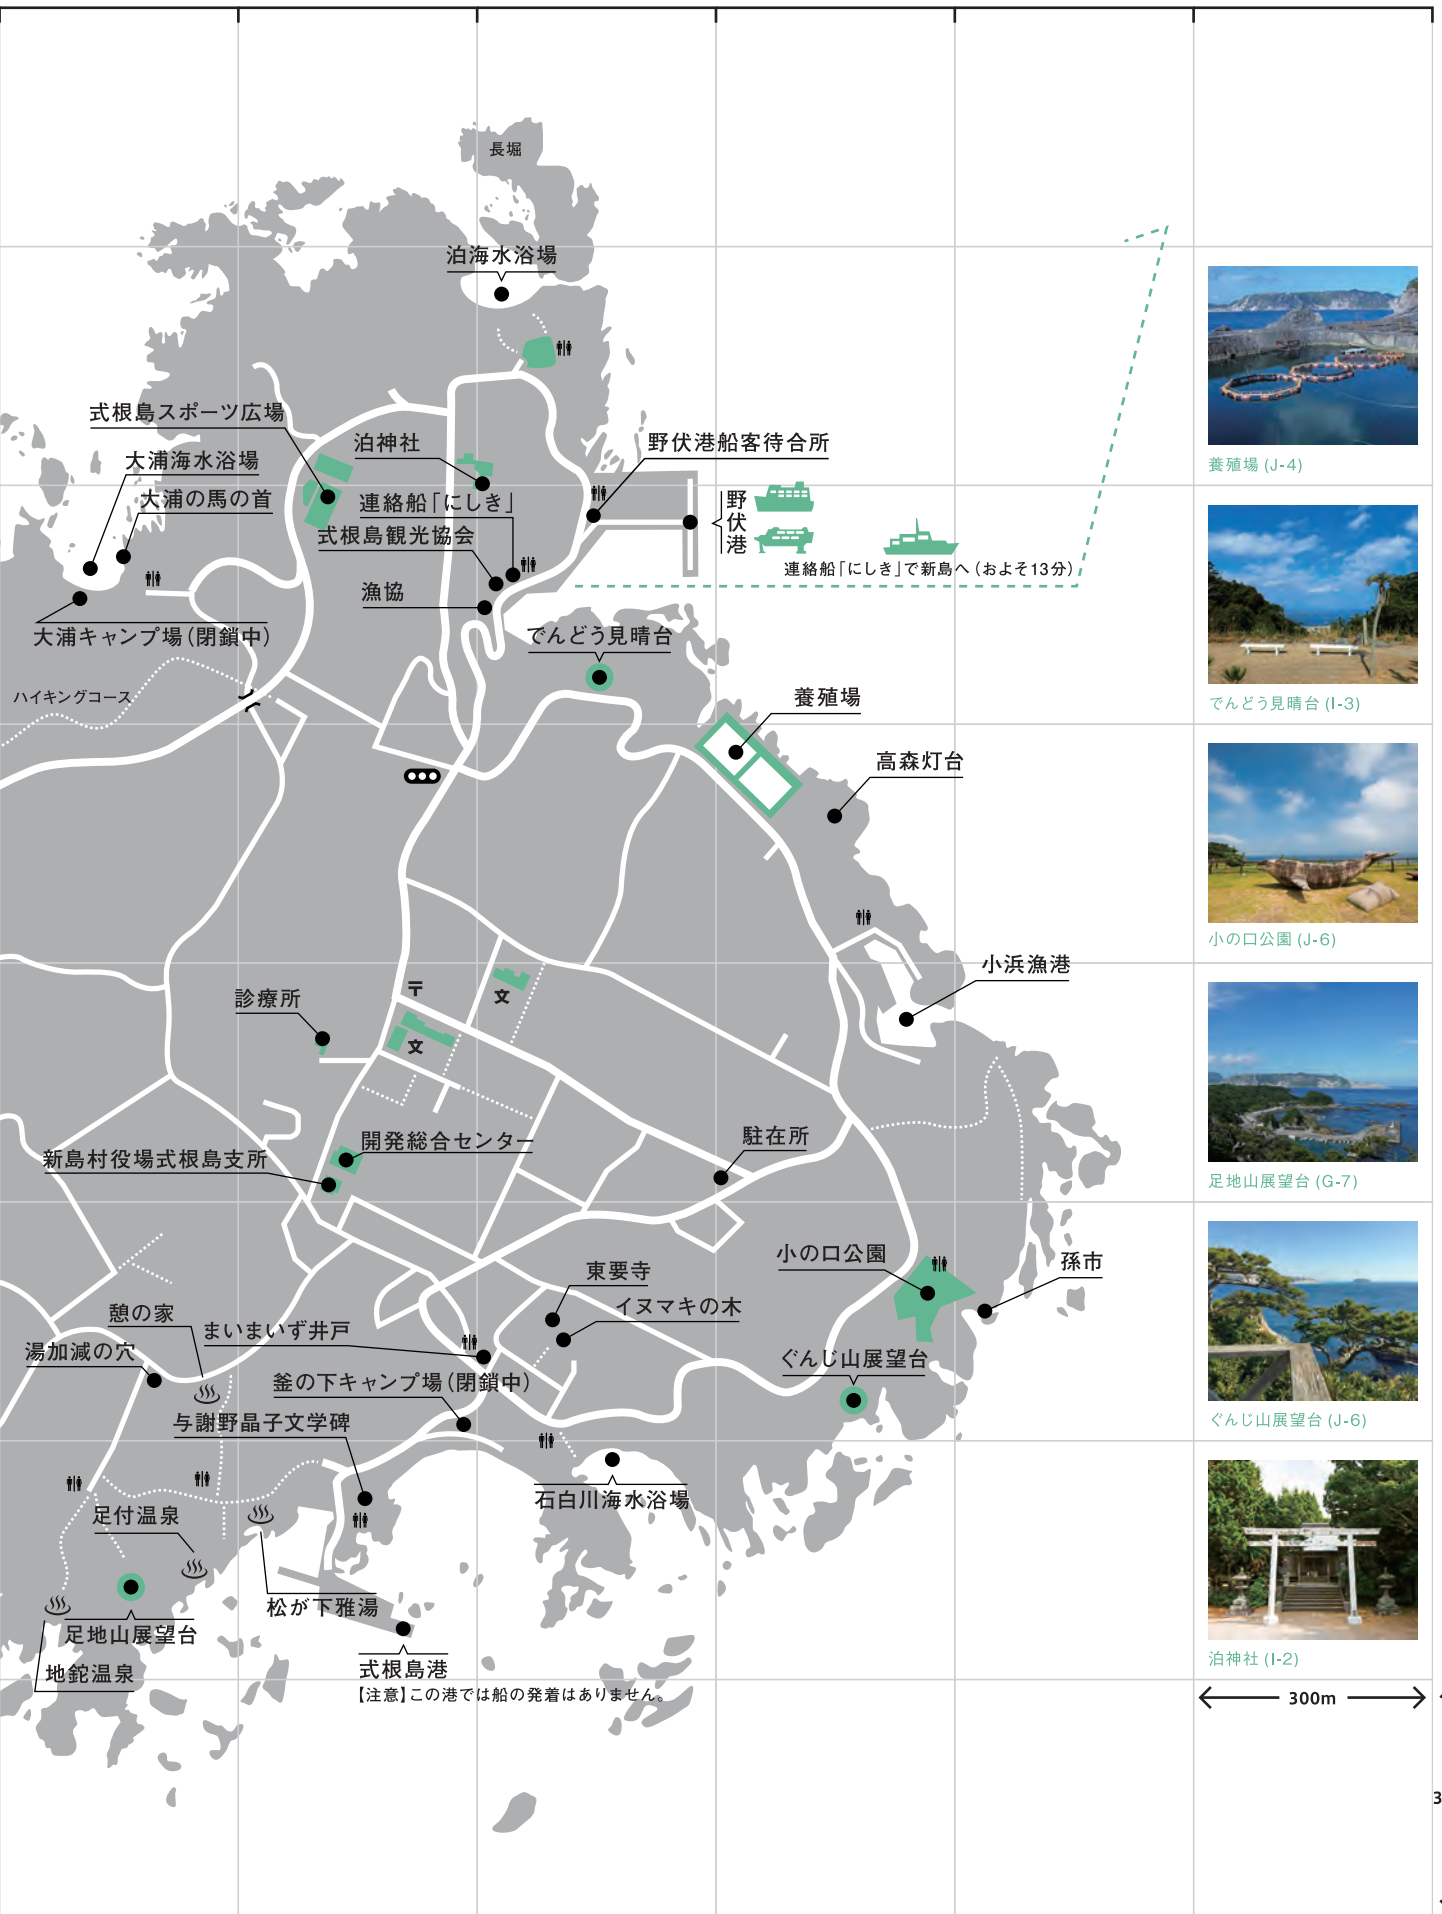 長堀
泊海水浴場
式根島スポーツ広場
泊神社
野伏港船客待合所
大浦海水浴場
大浦の馬の首
連絡船「にしき」
野伏港
式根島観光協会
連絡船「にしき」で新島へ（およそ13分）
漁協
大浦キャンプ場（閉鎖中）
でんどう見晴台
ハイキングコース
養殖場
高森灯台
小浜漁港
診療所
〒
文
文
開発総合センター
駐在所
新島村役場式根島支所
小の口公園
孫市
東要寺
憩の家
まいまいず井戸
イヌマキの木
湯加減の穴
ぐんじ山展望台
釜の下キャンプ場（閉鎖中）
与謝野晶子文学碑
石白川海水浴場
足付温泉
松が下雅湯
足地山展望台
地鉈温泉
式根島港
【注意】この港では船の発着はありません。
養殖場 (J-4)
でんどう見晴台 (I-3)
小の口公園 (J-6)
足地山展望台 (G-7)
ぐんじ山展望台 (J-6)
泊神社 (I-2)
300m
3